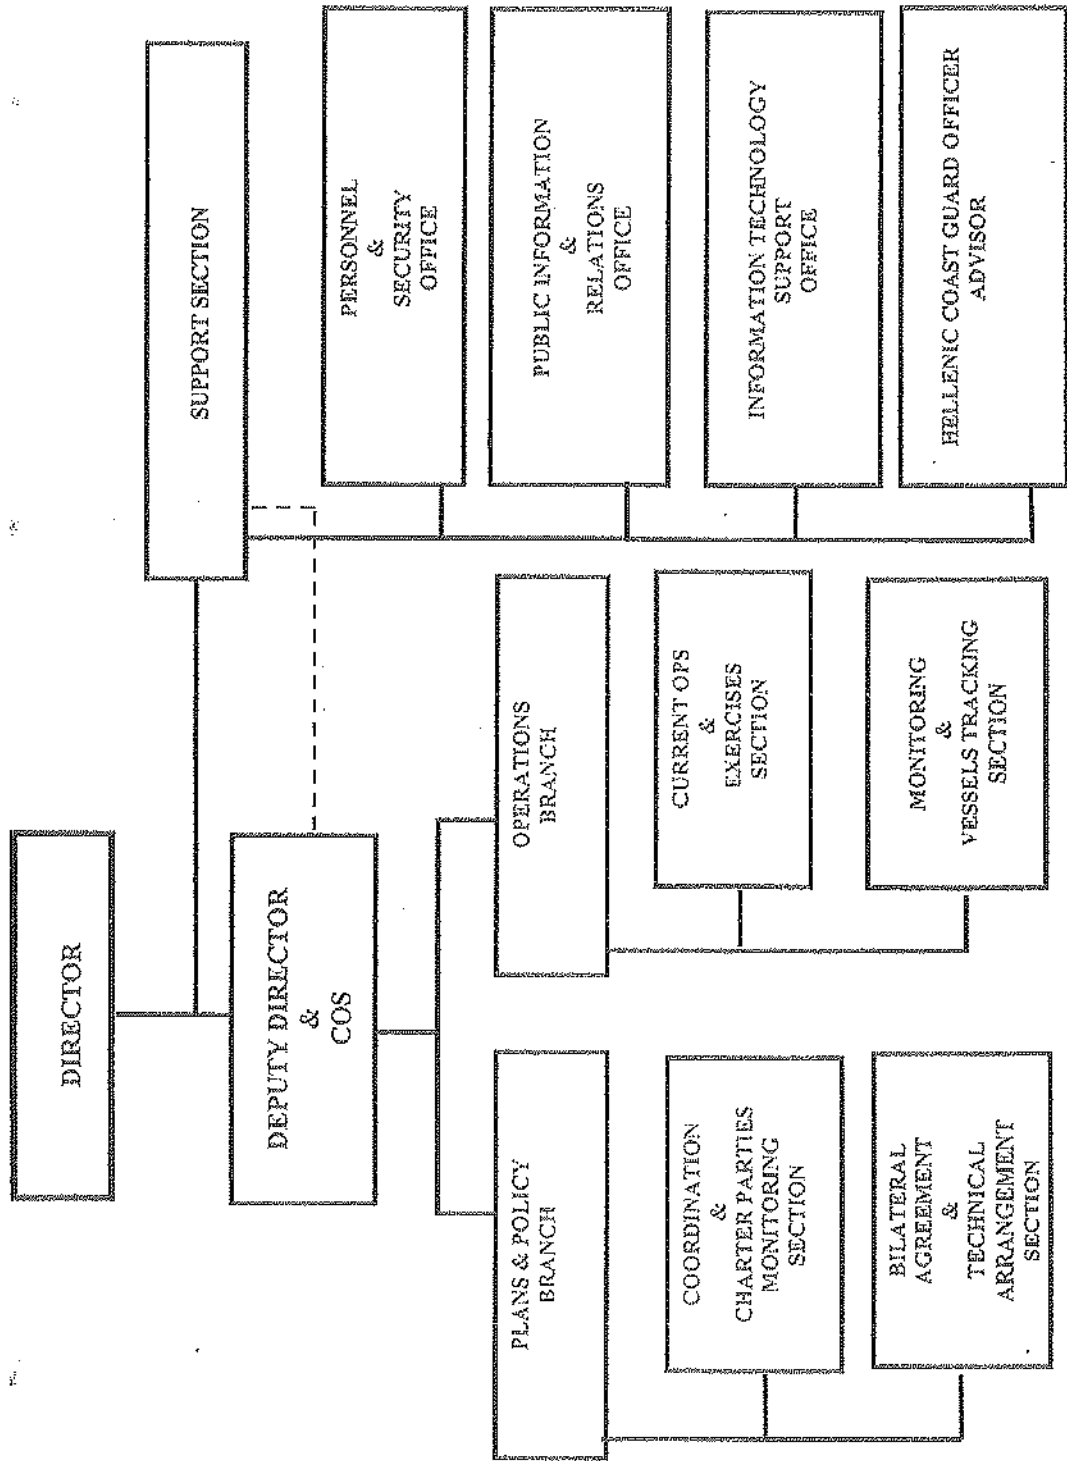 DIRECTOR
DEPUTY DIRECTOR
&
COS
SUPPORT SECTION
PLANS & POLICY
BRANCH
OPERATIONS
BRANCH
COORDINATION
&
CHARTER PARTIES
MONITORING
SECTION
BILATERAL
AGREEMENT
&
TECHNICAL
ARRANGEMENT
SECTION
CURRENT OPS
&
EXERCISES
SECTION
MONITORING
&
VESSELS TRACKING
SECTION
PERSONNEL
&
SECURITY
OFFICE
PUBLIC INFORMATION
&
RELATIONS
OFFICE
INFORMATION TECHNOLOGY
SUPPORT
OFFICE
HELLENIC COAST GUARD OFFICER
ADVISOR